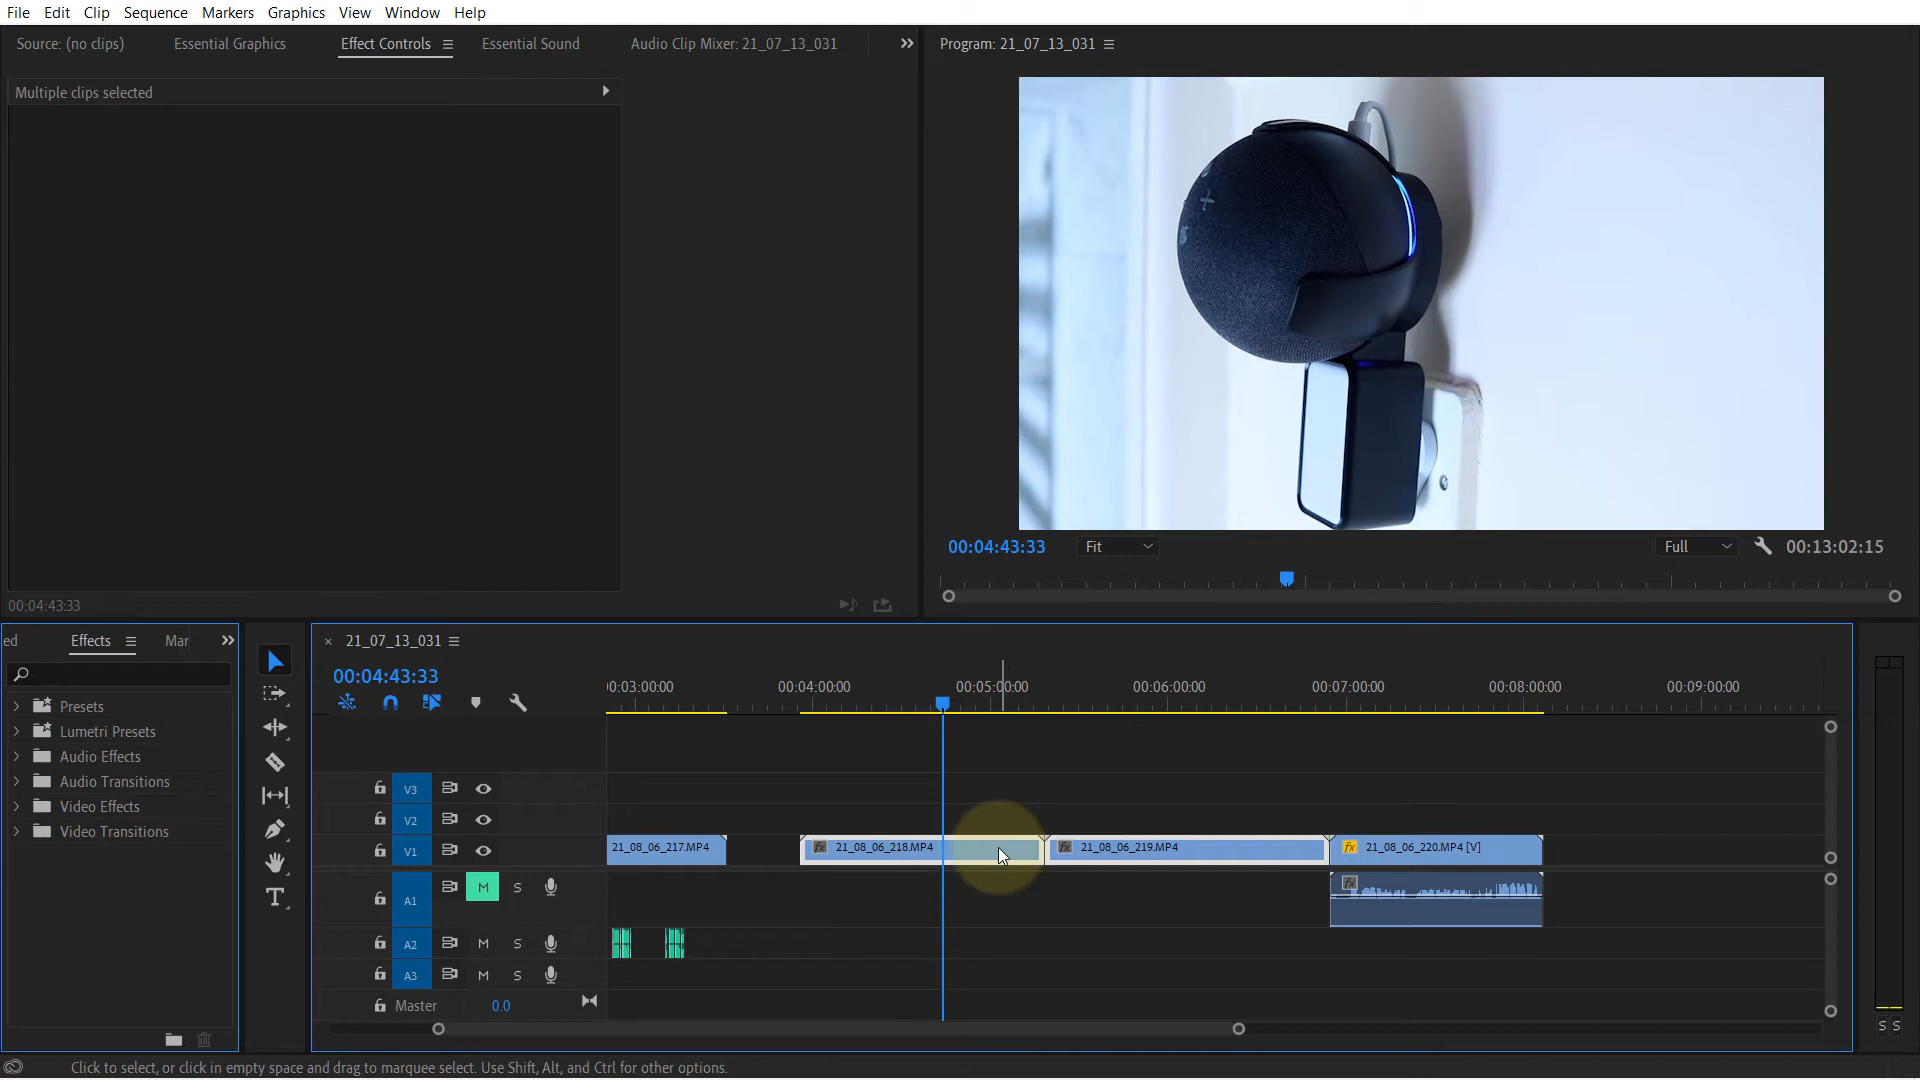 File Edit Clip Sequence Markers Graphics View Window Help
Source: (no clips) Essential Graphics Effect Controls Essential Sound Audio Clip Mixer: 21_07_13_031
Program: 21_07_13_031
Multiple clips selected
00:04:43:33 Fit Full 00:13:02:15
00:04:43:33
ed Effects Mar
21_07_13_031
00:04:43:33
00:03:00:00 00:04:00:00 00:05:00:00 00:06:00:00 00:07:00:00 00:08:00:00 00:09:00:00
Presets
Lumetri Presets
Audio Effects
Audio Transitions
Video Effects
Video Transitions
V3
V2
V1 21_08_06_217.MP4 fx 21_08_06_218.MP4 fx 21_08_06_219.MP4 fx 21_08_06_220.MP4 [V]
A1 M S fx
A2 M S
A3 M S
Master 0.0
S S
Click to select, or click in empty space and drag to marquee select. Use Shift, Alt, and Ctrl for other options.